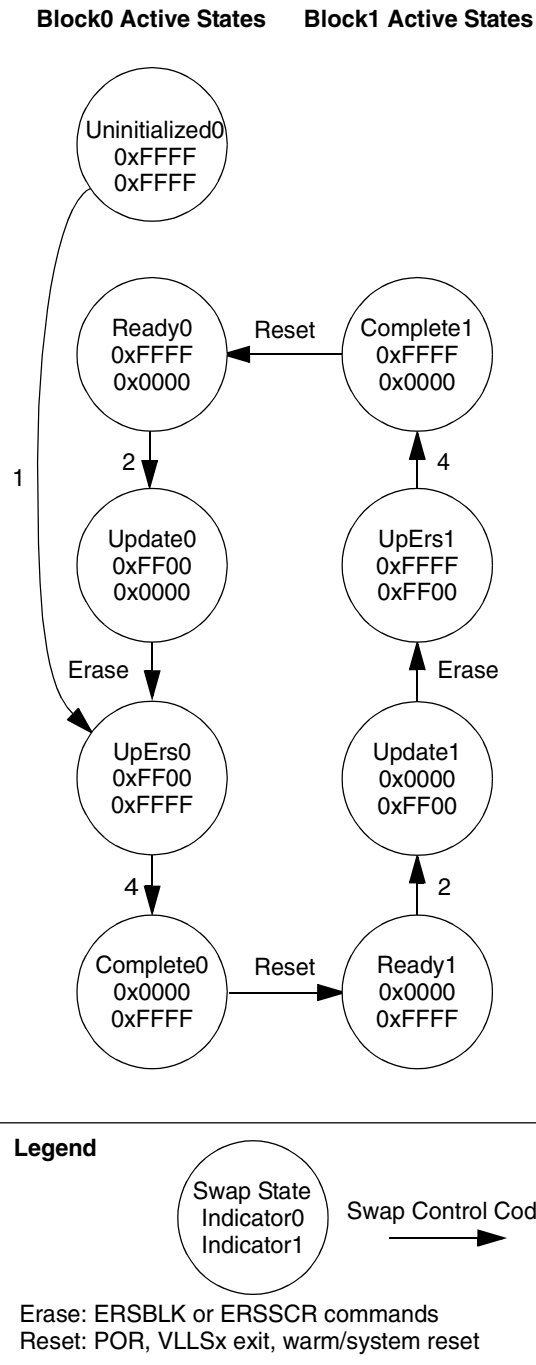 Block0 Active States
Block1 Active States
Uninitialized0
0xFFFF
0xFFFF
1
Ready0
0xFFFF
0x0000
Reset
Complete1
0xFFFF
0x0000
2
4
Update0
0xFF00
0x0000
UpErs1
0xFFFF
0xFF00
Erase
Erase
UpErs0
0xFF00
0xFFFF
Update1
0x0000
0xFF00
4
2
Complete0
0x0000
0xFFFF
Reset
Ready1
0x0000
0xFFFF
Legend
Swap State
Indicator0
Indicator1
Swap Control Cod
Erase: ERSBLK or ERSSCR commands
Reset: POR, VLLSx exit, warm/system reset